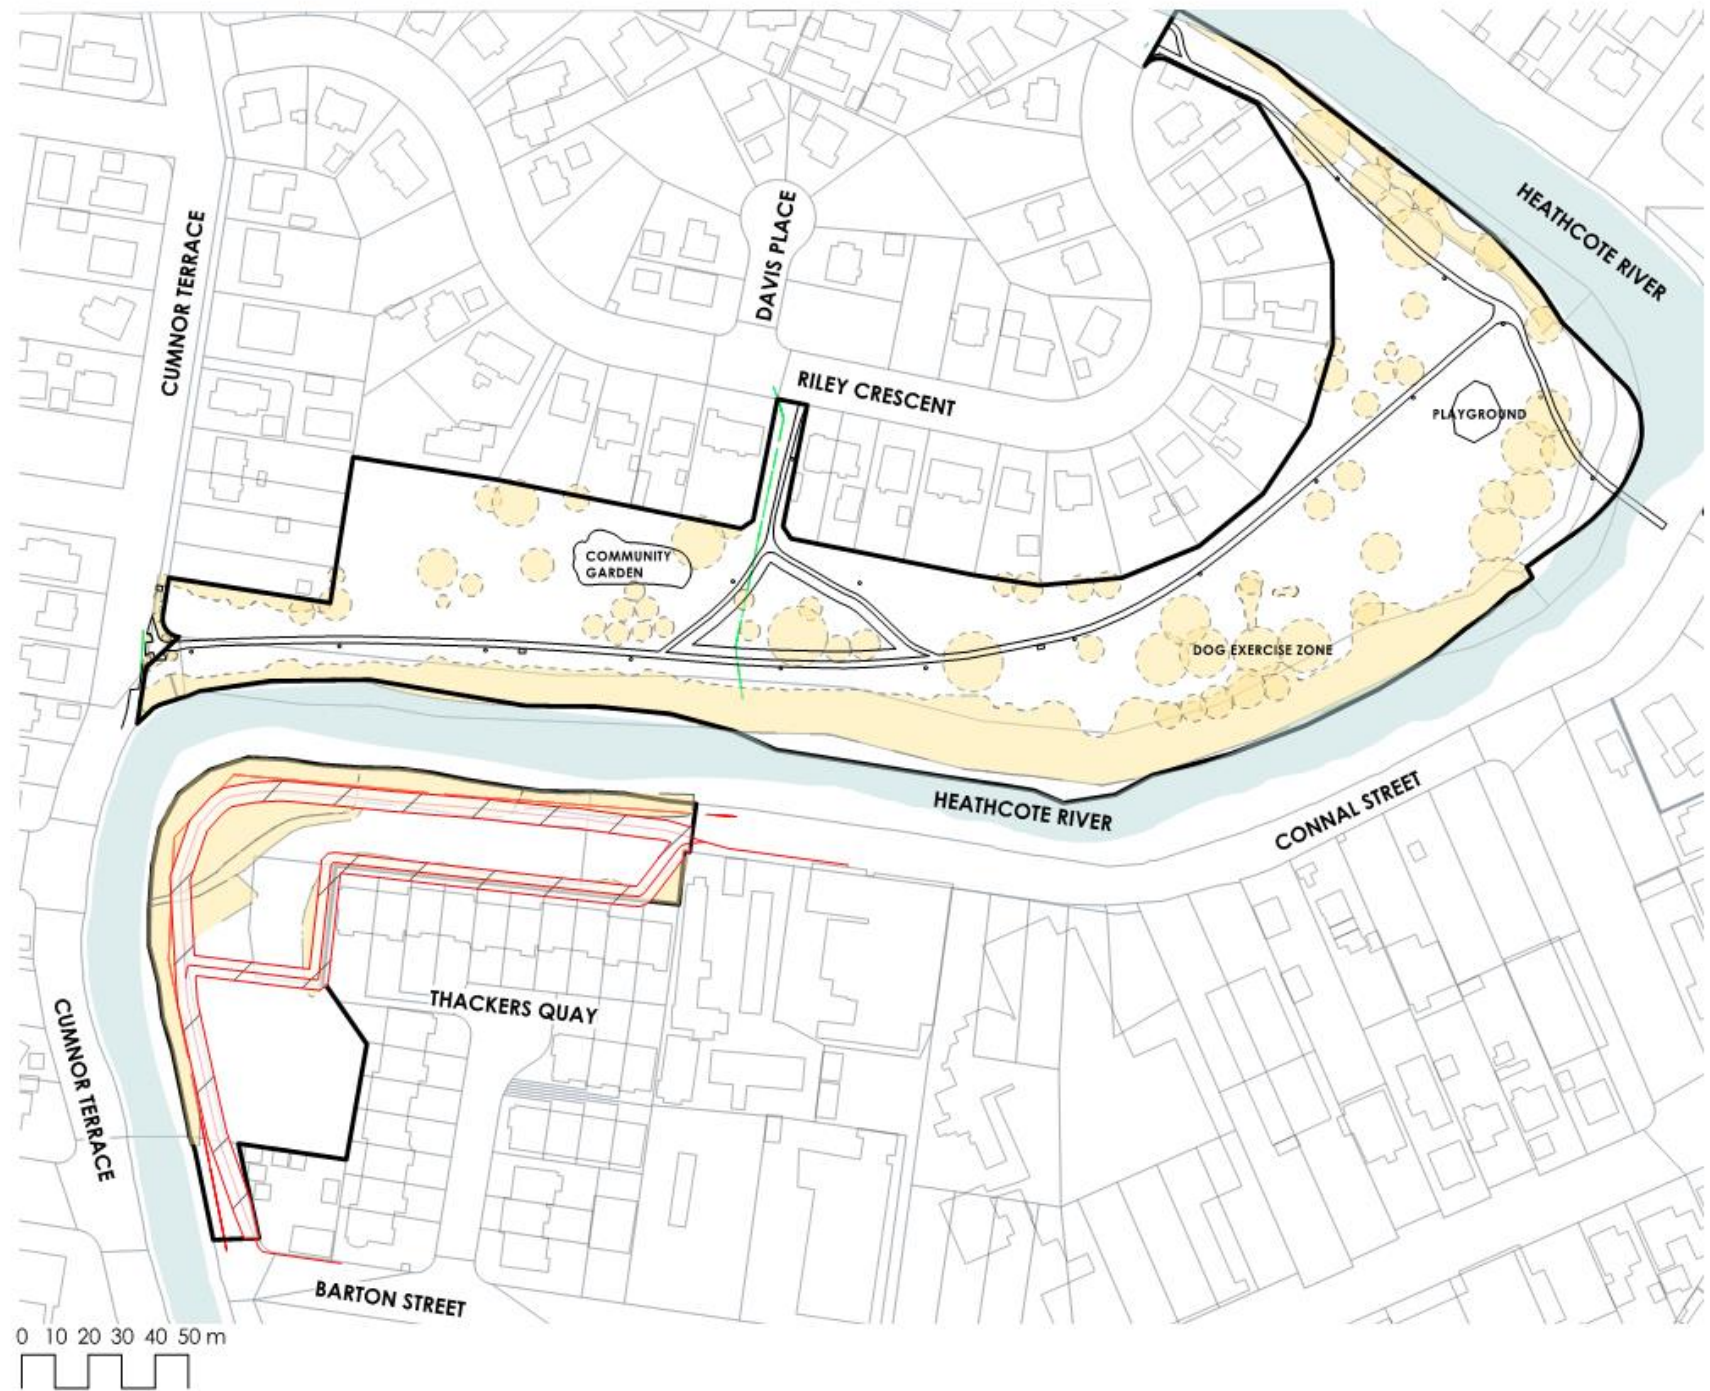 HEATHCOTE RIVER
CUMNOR TERRACE
DAVIS PLACE
RILEY CRESCENT
PLAYGROUND
COMMUNITY
GARDEN
DOG EXERCISE ZONE
HEATHCOTE RIVER
CONNAL STREET
THACKERS QUAY
CUMNOR TERRACE
BARTON STREET
0 10 20 30 40 50 m